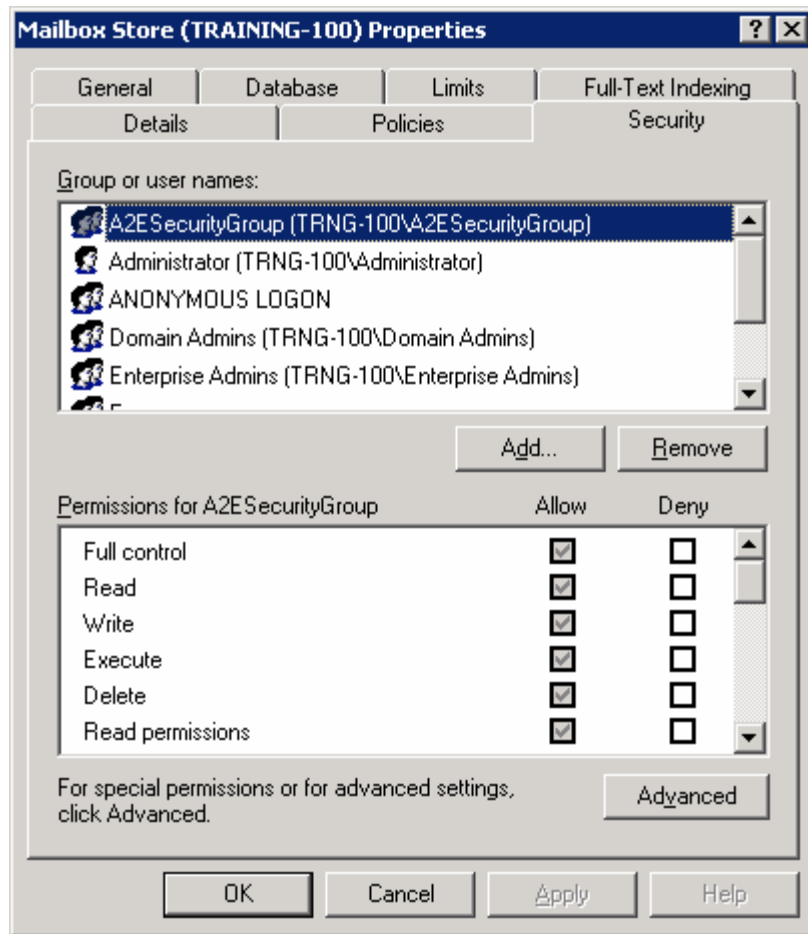 Mailbox Store (TRAINING-100) Properties
General Database Limits Full-Text Indexing
Details Policies Security
Group or user names:
A2ESecurityGroup (TRNG-100\A2ESecurityGroup)
Administrator (TRNG-100\Administrator)
ANONYMOUS LOGON
Domain Admins (TRNG-100\Domain Admins)
Enterprise Admins (TRNG-100\Enterprise Admins)
Add... Remove
Permissions for A2ESecurityGroup Allow Deny
Full control
Read
Write
Execute
Delete
Read permissions
For special permissions or for advanced settings,
click Advanced.
Advanced
OK Cancel Apply Help